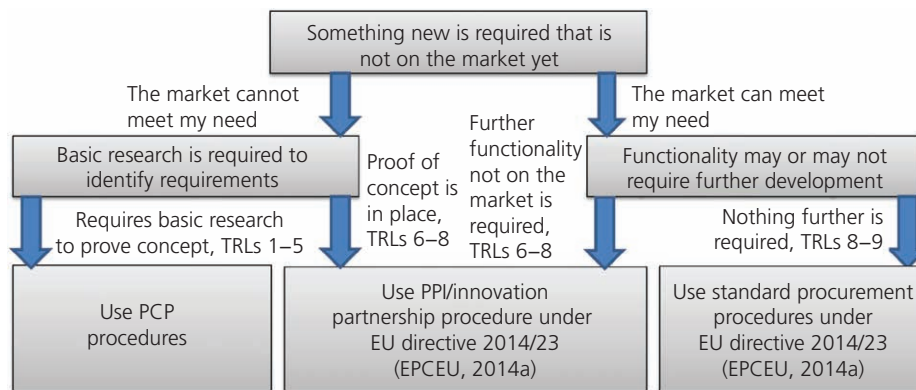 Something new is required that is
not on the market yet
The market cannot
meet my need
The market can meet
my need
Basic research is required to
identify requirements
Proof of
concept is
in place,
TRLs 6–8
Further
functionality
not on the
market is
required,
TRLs 6–8
Functionality may or may not
require further development
Requires basic research
to prove concept, TRLs 1–5
Nothing further is
required, TRLs 8–9
Use PCP
procedures
Use PPI/innovation
partnership procedure under
EU directive 2014/23
(EPCEU, 2014a)
Use standard procurement
procedures under
EU directive 2014/23
(EPCEU, 2014a)